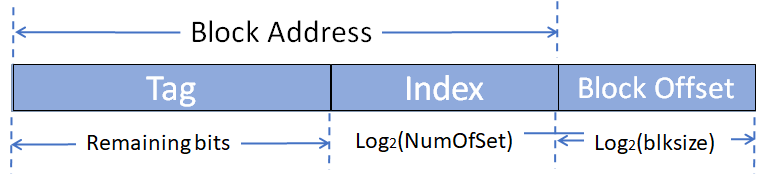 Block Address
Tag Index Block Offset
Remaining bits Log2(NumOfSet) Log2(blksize)